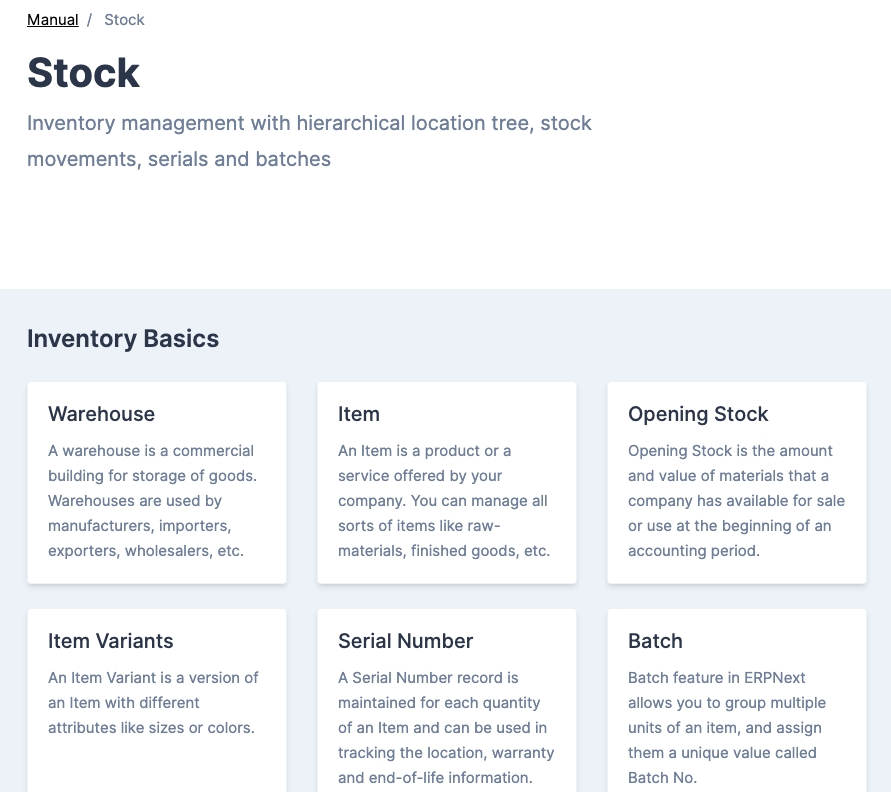 Manual / Stock
Stock
Inventory management with hierarchical location tree, stock
movements, serials and batches
Inventory Basics
Warehouse
A warehouse is a commercial
building for storage of goods.
Warehouses are used by
manufacturers, importers,
exporters, wholesalers, etc.
Item
An Item is a product or a
service offered by your
company. You can manage all
sorts of items like raw-
materials, finished goods, etc.
Opening Stock
Opening Stock is the amount
and value of materials that a
company has available for sale
or use at the beginning of an
accounting period.
Item Variants
An Item Variant is a version of
an Item with different
attributes like sizes or colors.
Serial Number
A Serial Number record is
maintained for each quantity
of an Item and can be used in
tracking the location, warranty
and end-of-life information.
Batch
Batch feature in ERPNext
allows you to group multiple
units of an item, and assign
them a unique value called
Batch No.